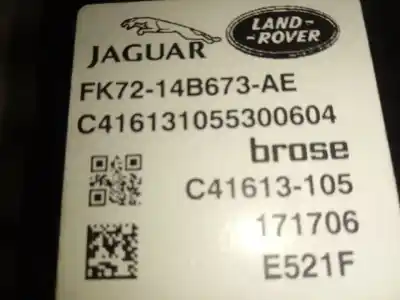 JAGUAR
LAND-
-ROVER
FK72-14B673-AE
C416131055300604
brose
C41613-105
171706
E521F